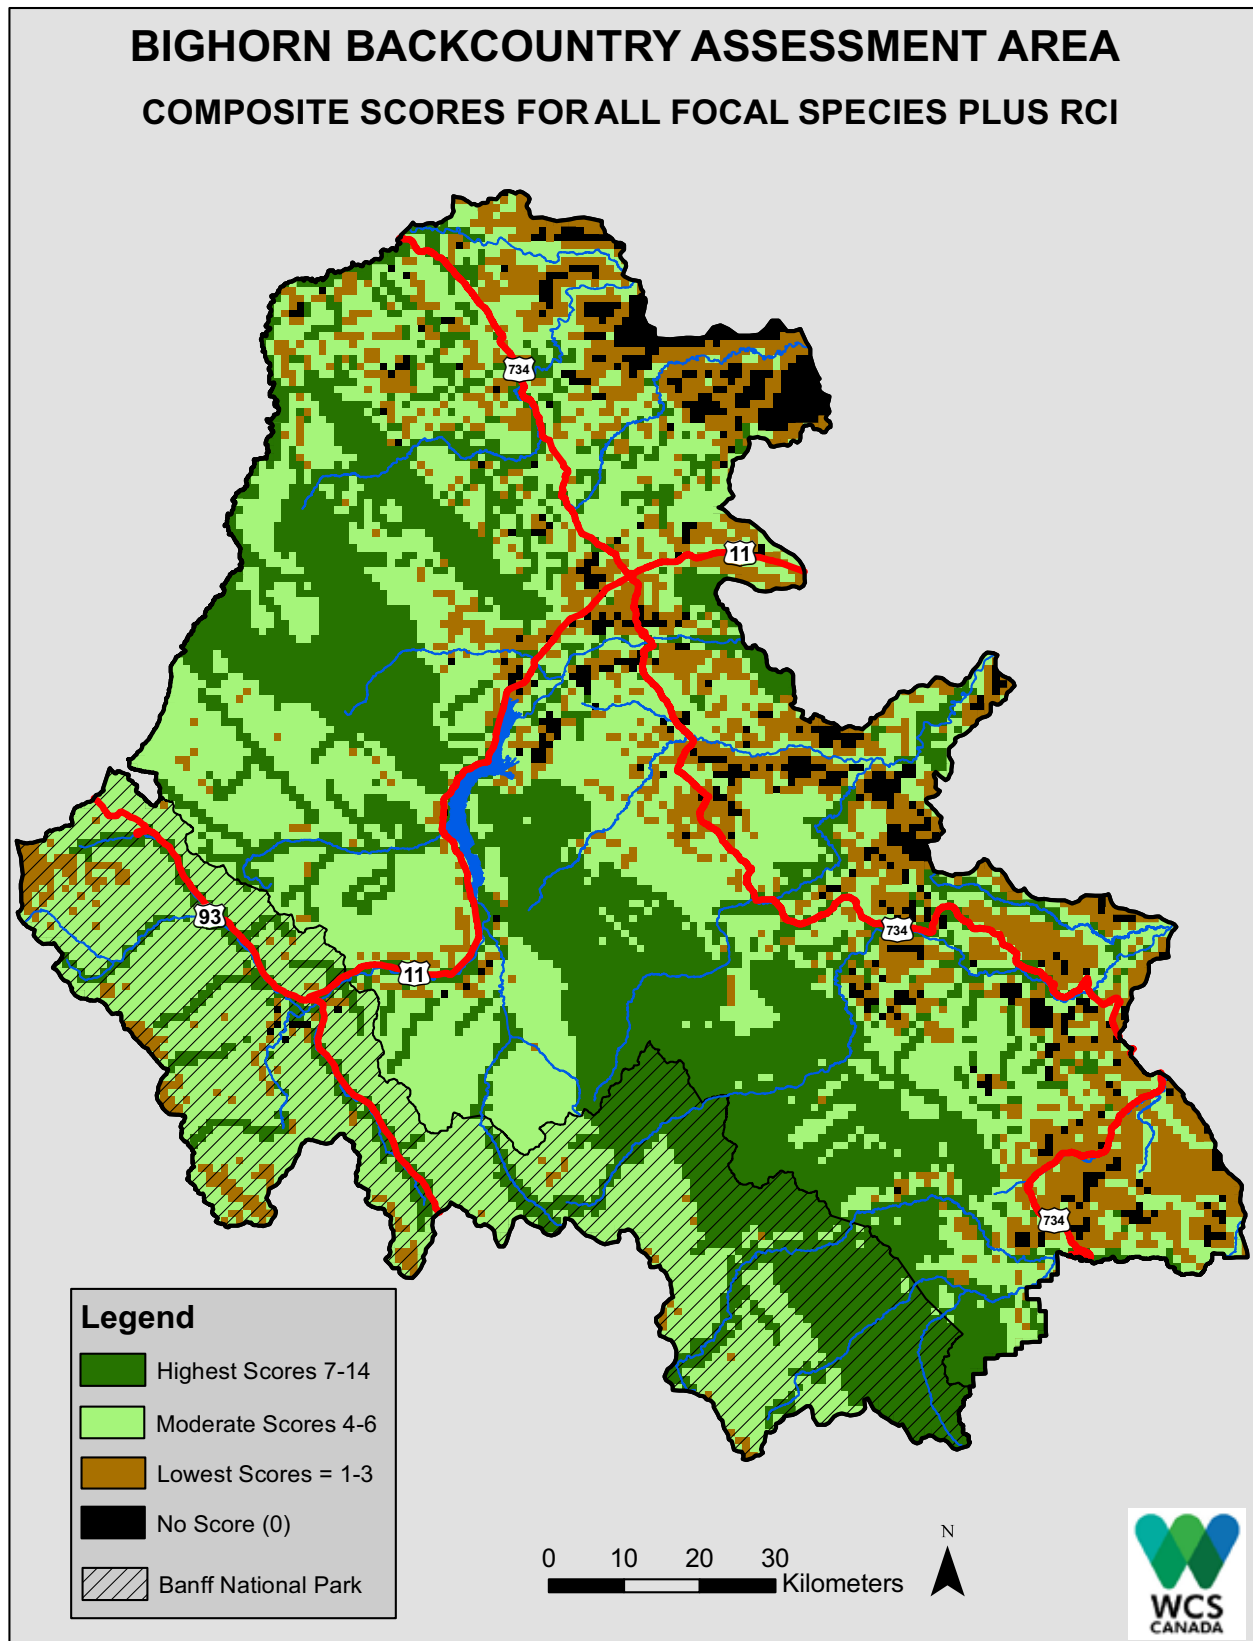 BIGHORN BACKCOUNTRY ASSESSMENT AREA
COMPOSITE SCORES FOR ALL FOCAL SPECIES PLUS RCI
734
11
93
11
734
734
Legend
Highest Scores 7-14
Moderate Scores 4-6
Lowest Scores = 1-3
No Score (0)
Banff National Park
0 10 20 30
Kilometers
N
WCS
CANADA